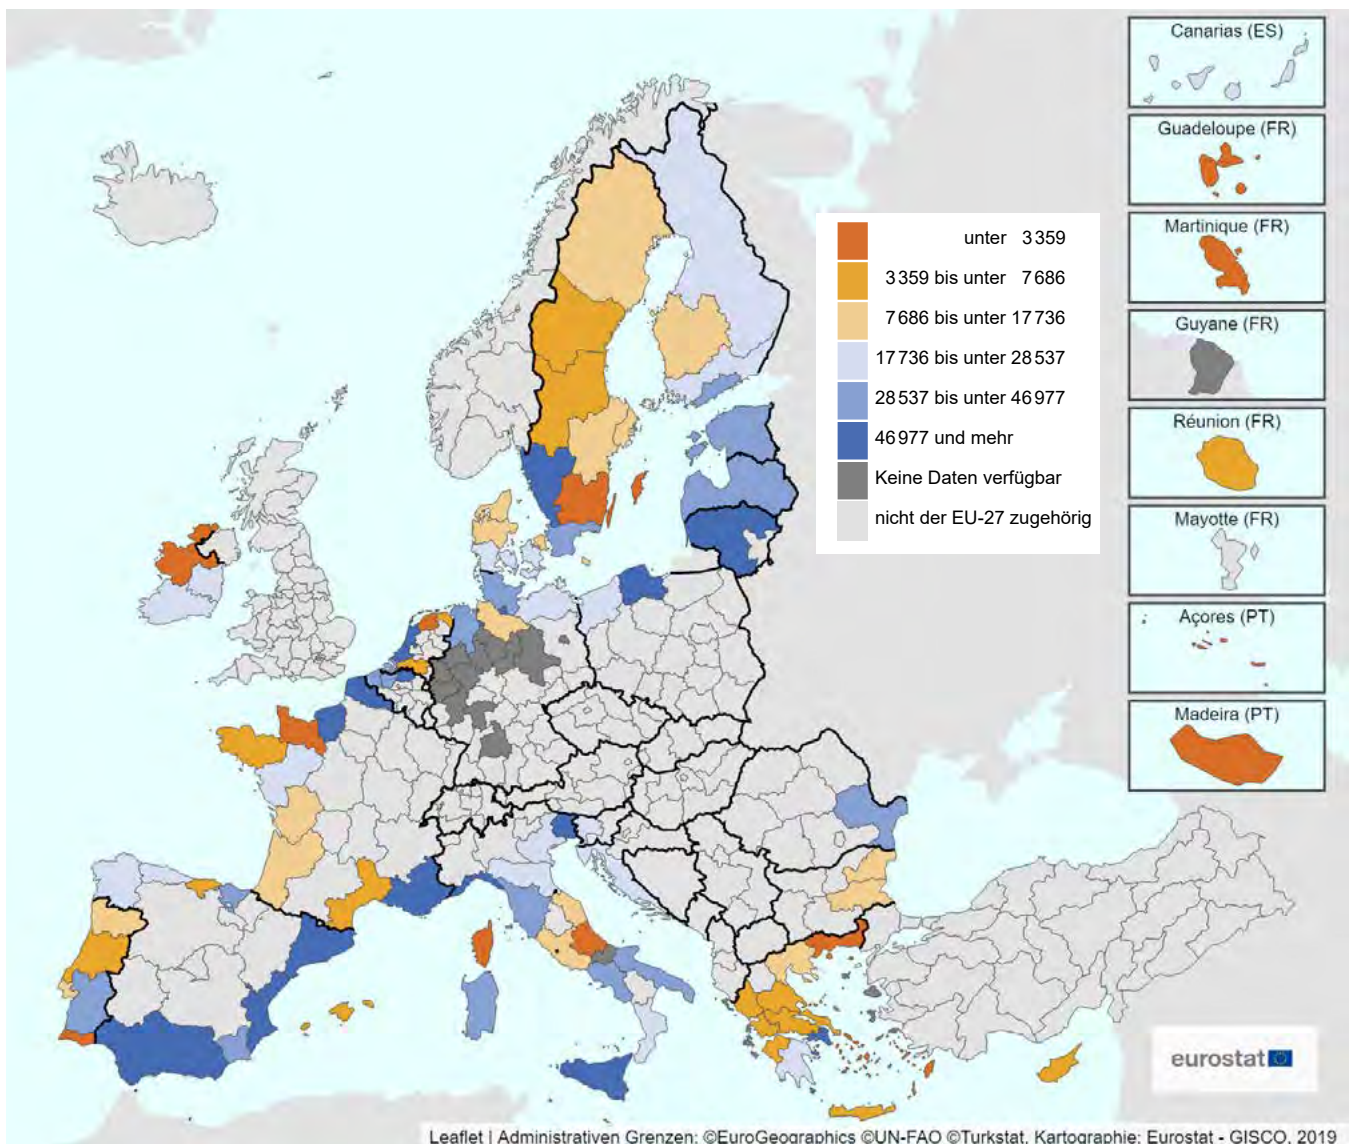 Canarias (ES)
Guadeloupe (FR)
Martinique (FR)
Guyane (FR)
Réunion (FR)
Mayotte (FR)
Açores (PT)
Madeira (PT)
unter 3 359
3 359 bis unter 7 686
7 686 bis unter 17 736
17 736 bis unter 28 537
28 537 bis unter 46 977
46 977 und mehr
Keine Daten verfügbar
nicht der EU-27 zugehörig
eurostat
Leaflet | Administrativen Grenzen: ©EuroGeographics ©UN-FAO ©Turkstat, Kartographie: Eurostat - GISCO, 2019